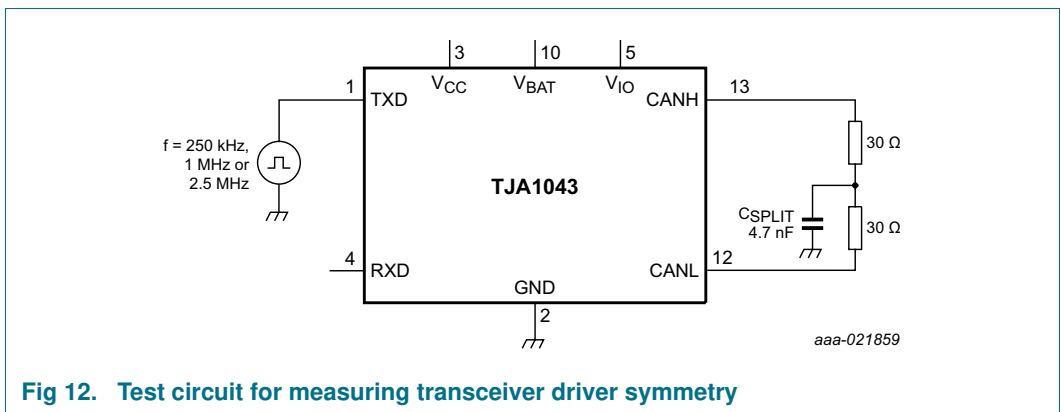 3
10
5
1
TXD
VCC
VBAT
VIO
CANH
13
f = 250 kHz,
1 MHz or
2.5 MHz
30 Ω
TJA1043
CSPLIT
4.7 nF
30 Ω
4
RXD
CANL
12
GND
2
aaa-021859
Fig 12. Test circuit for measuring transceiver driver symmetry